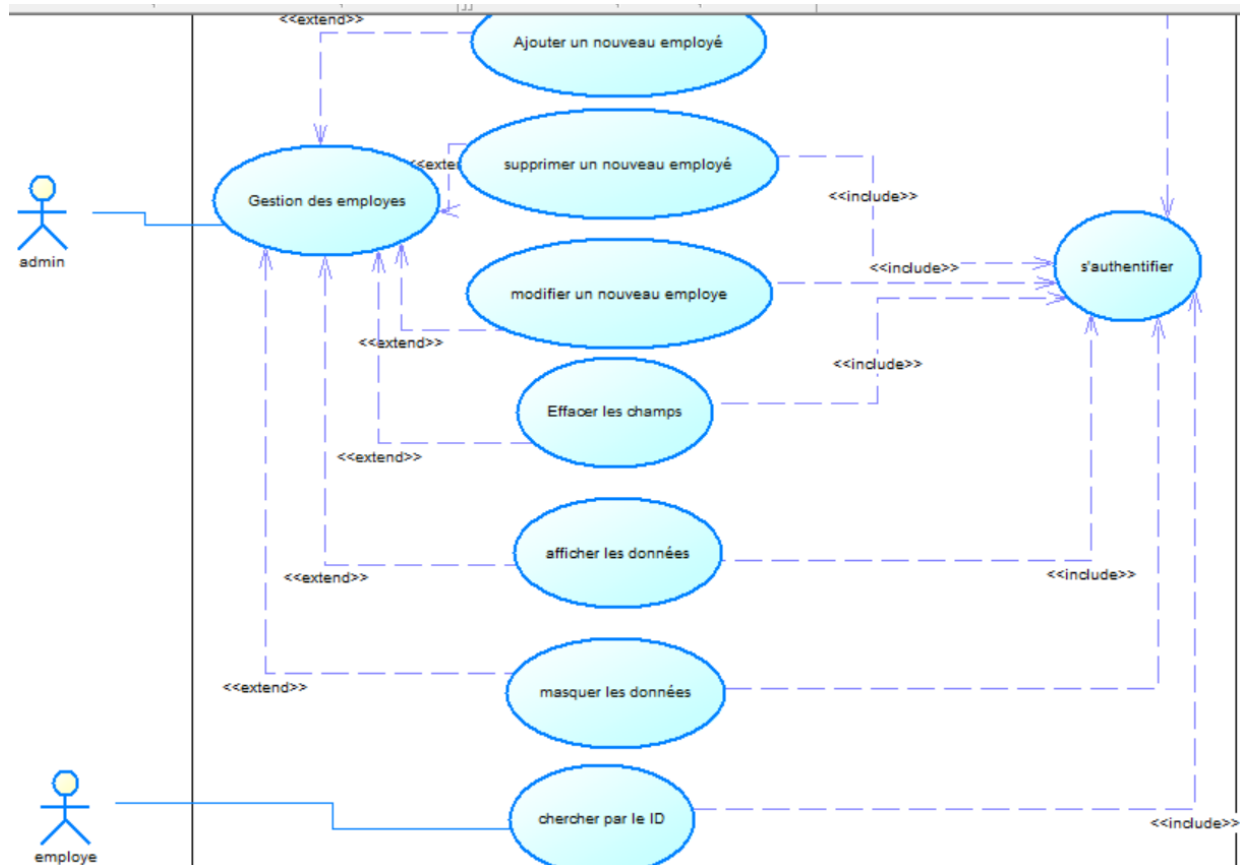 <<extend>>
Ajouter un nouveau employé
<<exte
supprimer un nouveau employé
Gestion des employes
<<include>>
admin
<<include>>
s'authentifier
modifier un nouveau employe
<<extend>>
<<include>>
Effacer les champs
<<extend>>
afficher les données
<<extend>>
<<include>>
<<extend>>
masquer les données
chercher par le ID
<<include>>
employe